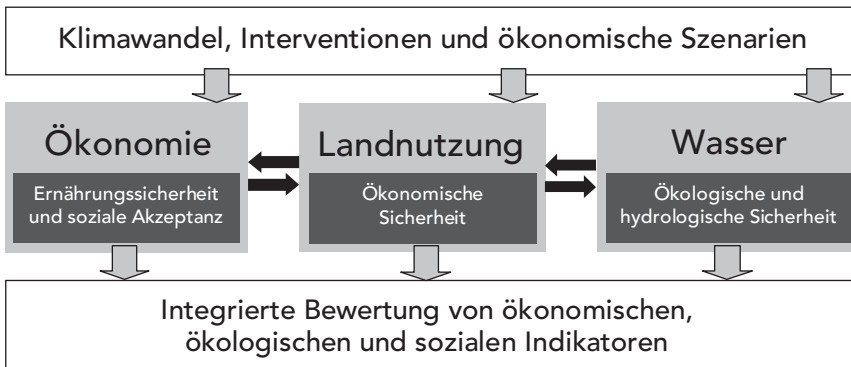 Klimawandel, Interventionen und ökonomische Szenarien
Ökonomie
Ernährungssicherheit
und soziale Akzeptanz
Landnutzung
Ökonomische
Sicherheit
Wasser
Ökologische und
hydrologische Sicherheit
Integrierte Bewertung von ökonomischen,
ökologischen und sozialen Indikatoren